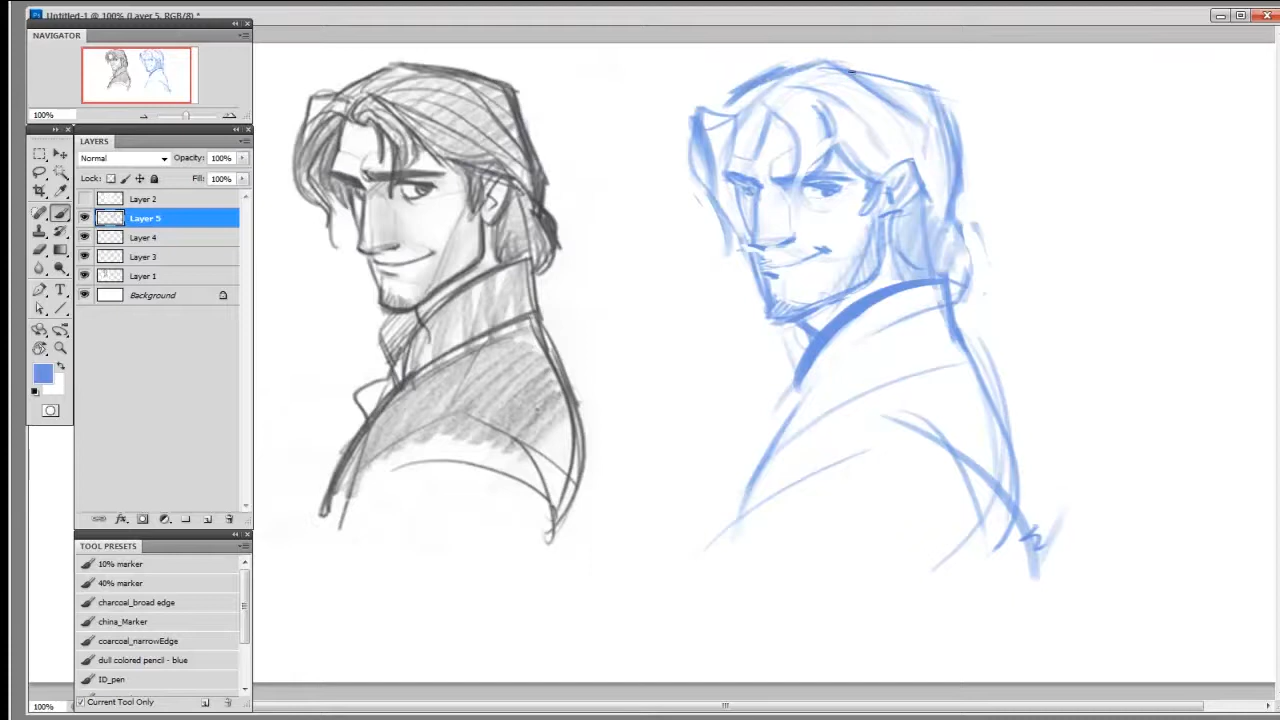 Untitled-1 @ 100% (Layer 5, RGB/8) *
NAVIGATOR
100%
LAYERS
Normal
Opacity: 100%
Lock:
Fill: 100%
Layer 2
Layer 5
Layer 4
Layer 3
Layer 1
Background
TOOL PRESETS
10% marker
40% marker
charcoal_broad edge
china_Marker
coarcoal_narrowEdge
dull colored pencil - blue
ID_pen
Current Tool Only
100%